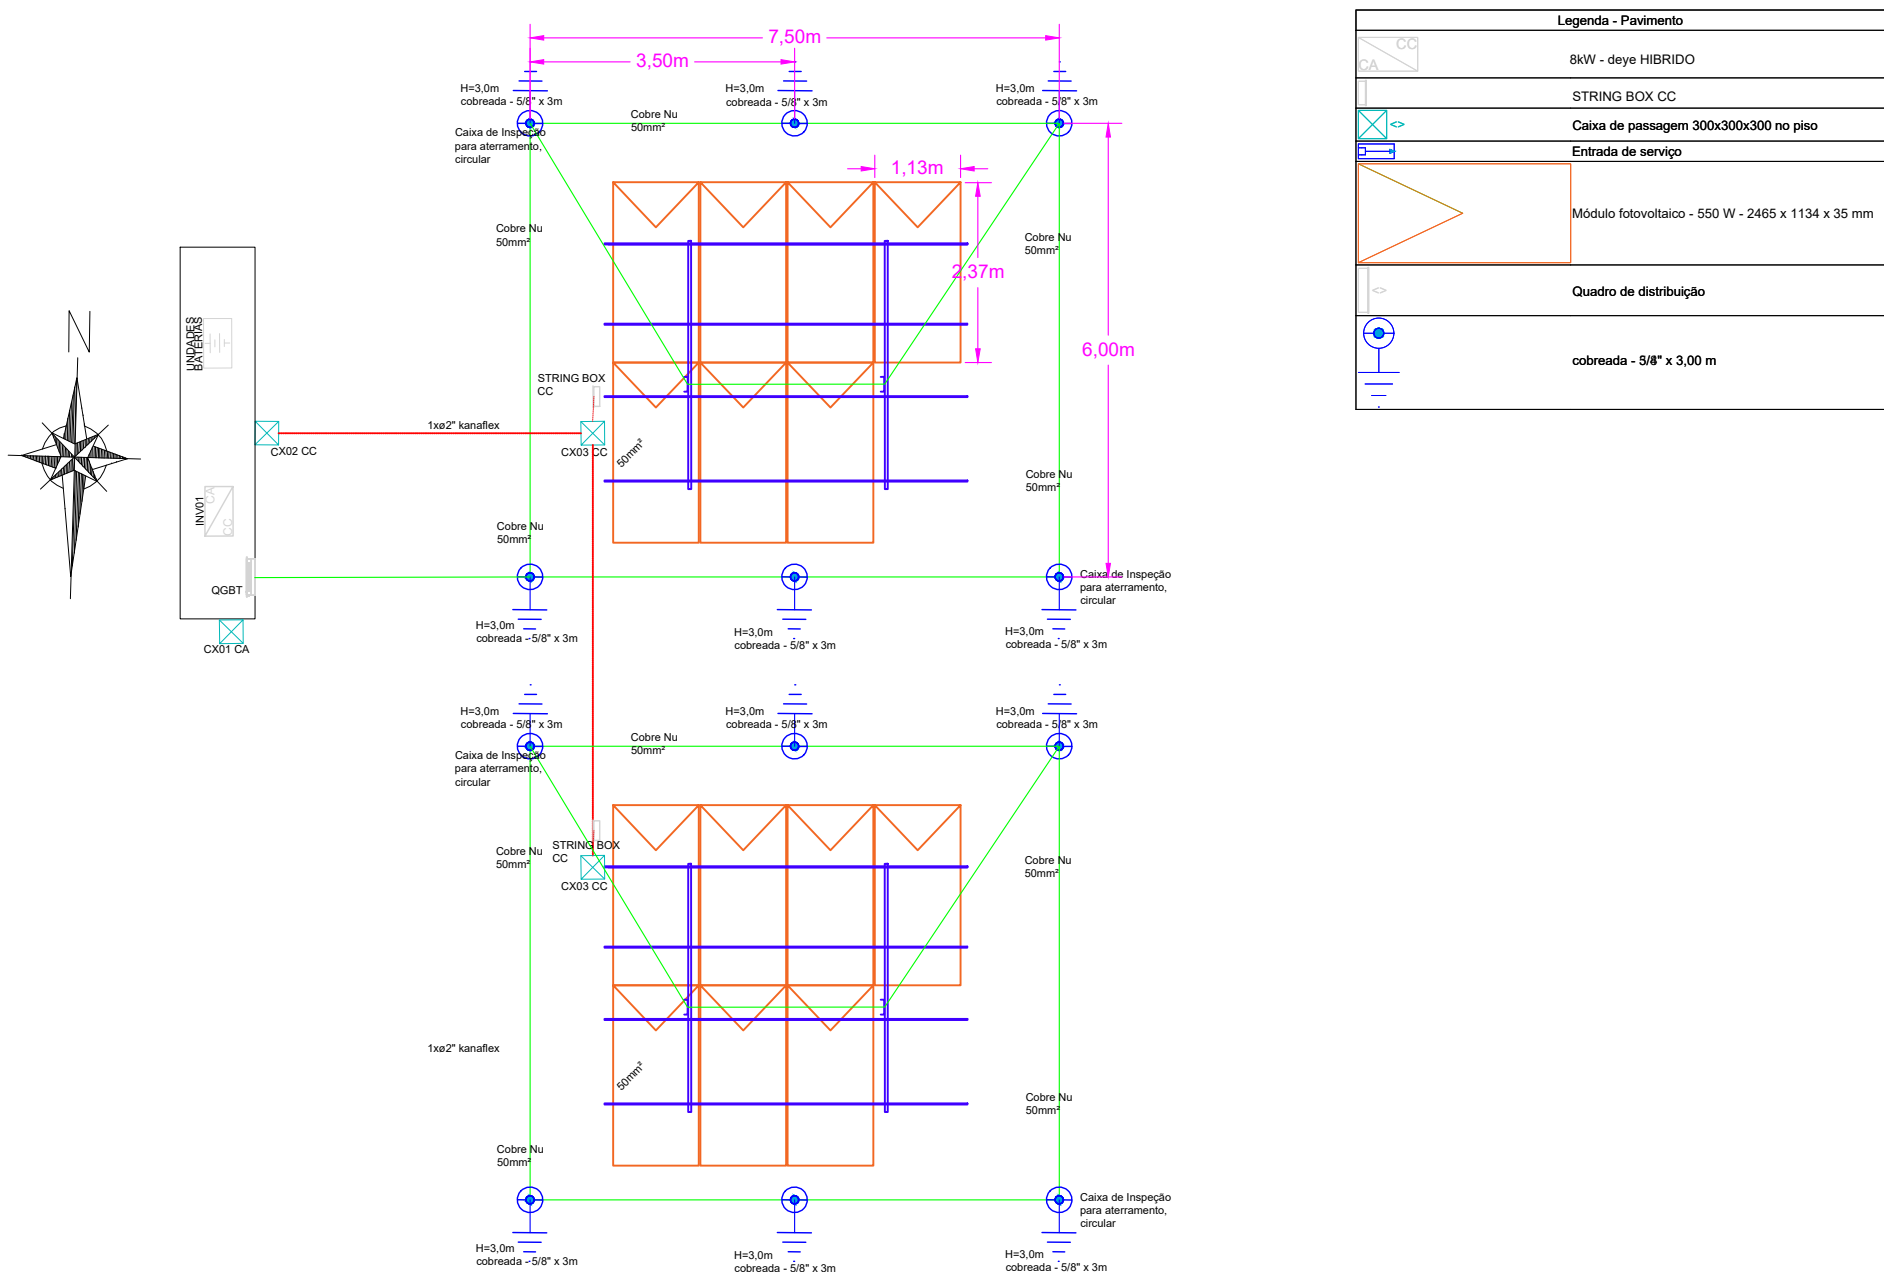 7,50m
3,50m
H=3,0m
cobreada - 5/8" x 3m
H=3,0m
cobreada - 5/8" x 3m
H=3,0m
cobreada - 5/8" x 3m
Cobre Nu
50mm²
Caixa de Inspeção
para aterramento,
circular
1,13m
Cobre Nu
50mm²
Cobre Nu
50mm²
2,37m
6,00m
N
UNIDADES
BATERIAS
STRING BOX
CC
1xø2" kanaflex
CX02 CC
CX03 CC
50mm²
Cobre Nu
50mm²
INV01
CA
CC
Cobre Nu
50mm²
QGBT
CX01 CA
Caixa de Inspeção
para aterramento,
circular
H=3,0m
cobreada - 5/8" x 3m
H=3,0m
cobreada - 5/8" x 3m
H=3,0m
cobreada - 5/8" x 3m
H=3,0m
cobreada - 5/8" x 3m
H=3,0m
cobreada - 5/8" x 3m
H=3,0m
cobreada - 5/8" x 3m
Cobre Nu
50mm²
Caixa de Inspeção
para aterramento,
circular
Cobre Nu
50mm²
STRING BOX
CC
CX03 CC
Cobre Nu
50mm²
1xø2" kanaflex
50mm²
Cobre Nu
50mm²
Cobre Nu
50mm²
Caixa de Inspeção
para aterramento,
circular
H=3,0m
cobreada - 5/8" x 3m
H=3,0m
cobreada - 5/8" x 3m
H=3,0m
cobreada - 5/8" x 3m
Legenda - Pavimento
CC
CA
8kW - deye HIBRIDO
STRING BOX CC
<>
Caixa de passagem 300x300x300 no piso
Entrada de serviço
Módulo fotovoltaico - 550 W - 2465 x 1134 x 35 mm
<>
Quadro de distribuição
cobreada - x 3,00 m